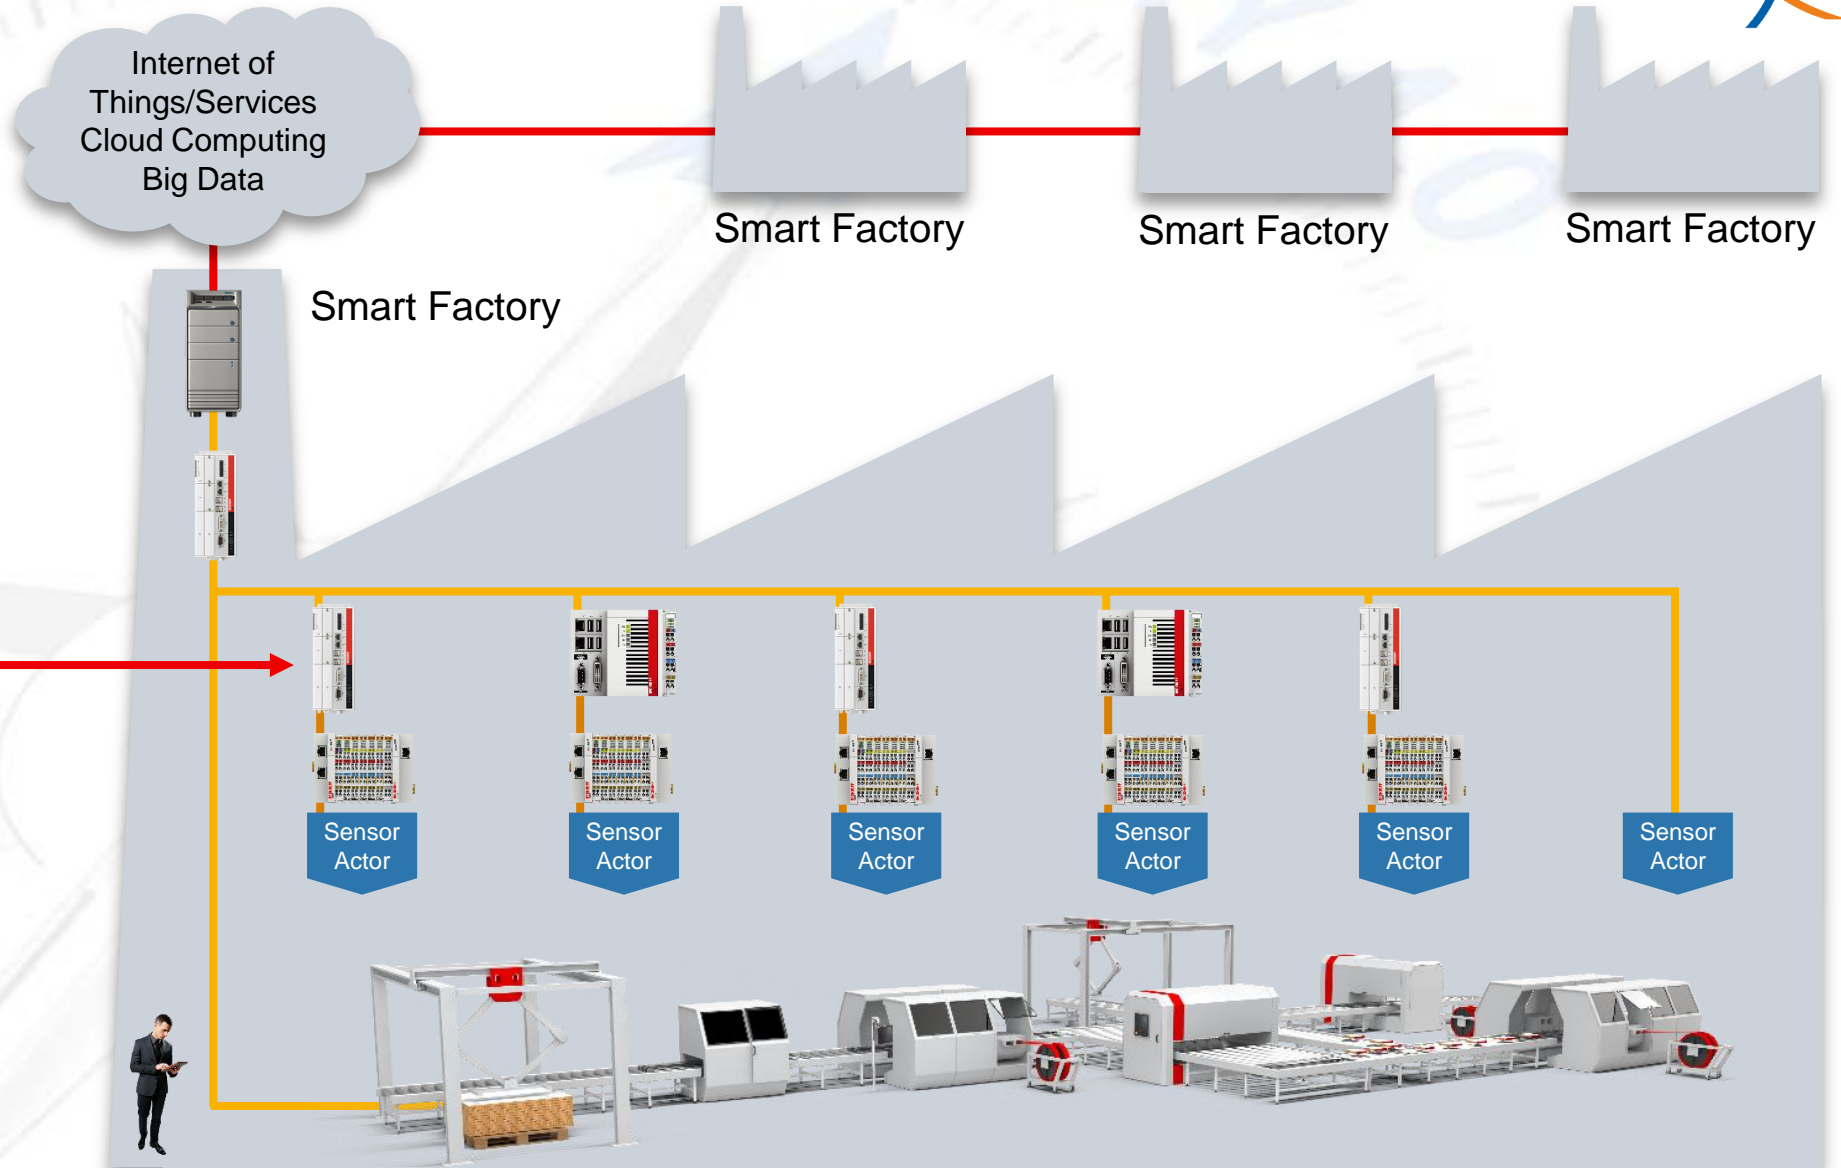 Internet of
Things/Services
Cloud Computing
Big Data
Smart Factory
Smart Factory
Smart Factory
Smart Factory
Sensor
Actor
Sensor
Actor
Sensor
Actor
Sensor
Actor
Sensor
Actor
Sensor
Actor